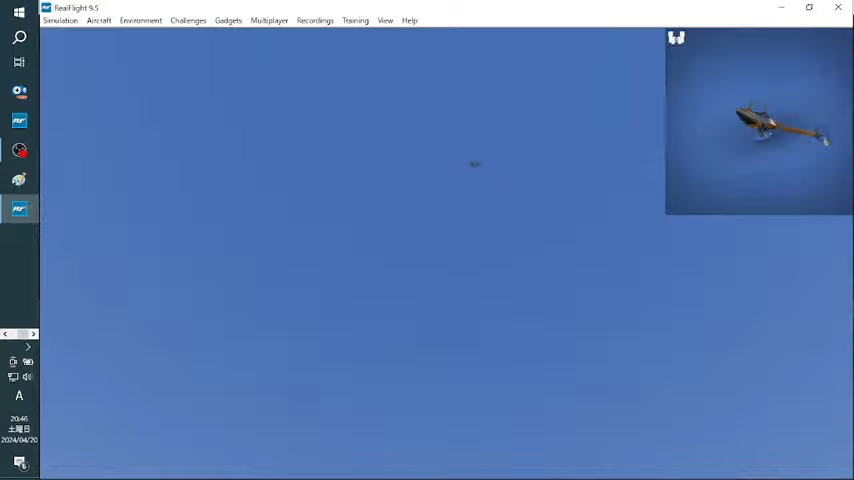 RealFlight 9.5
Simulation Aircraft Environment Challenges Gadgets Multiplayer Recordings Training View Help
A
20:46
土曜日
2024/04/20
6